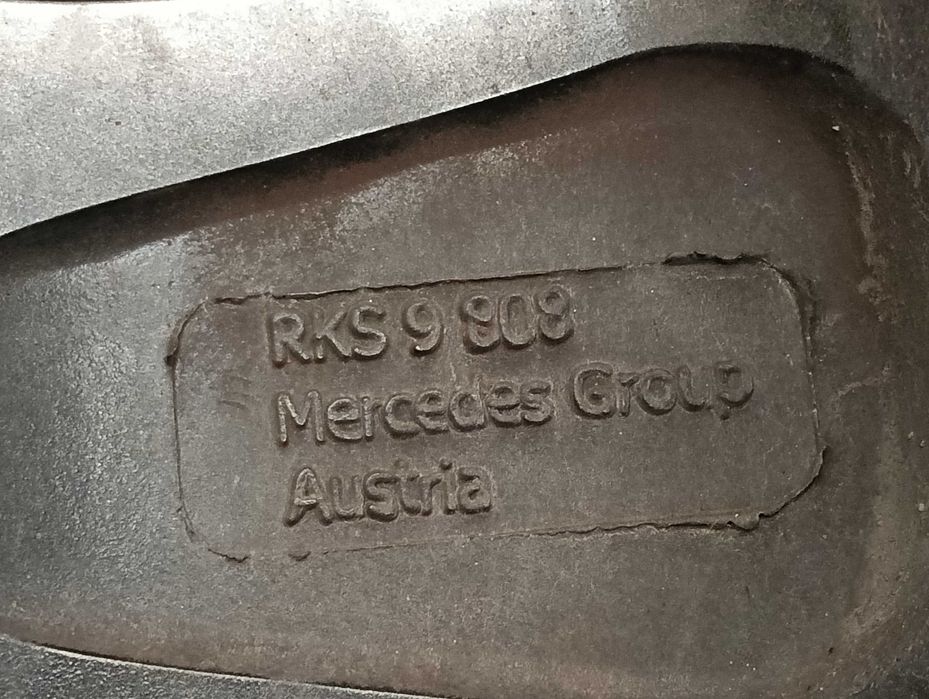 RKS 9 808
Mercedes Group
Austria